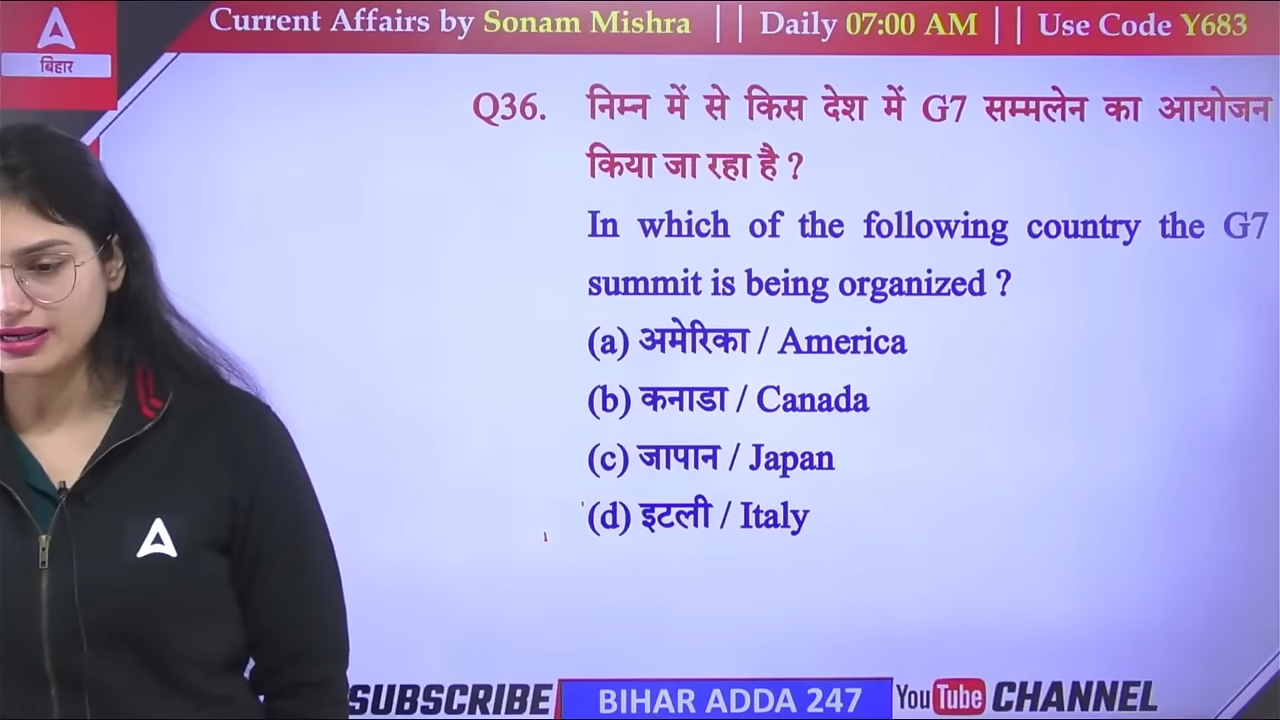 Current Affairs by Sonam Mishra || Daily 07:00 AM || Use Code Y683
बिहार
Q36. निम्न में से किस देश में G7 सम्मलेन का आयोजन
किया जा रहा है ?
In which of the following country the G7
summit is being organized ?
(a) अमेरिका / America
(b) कनाडा / Canada
(c) जापान / Japan
(d) इटली / Italy
SUBSCRIBE BIHAR ADDA 247 YouTube CHANNEL